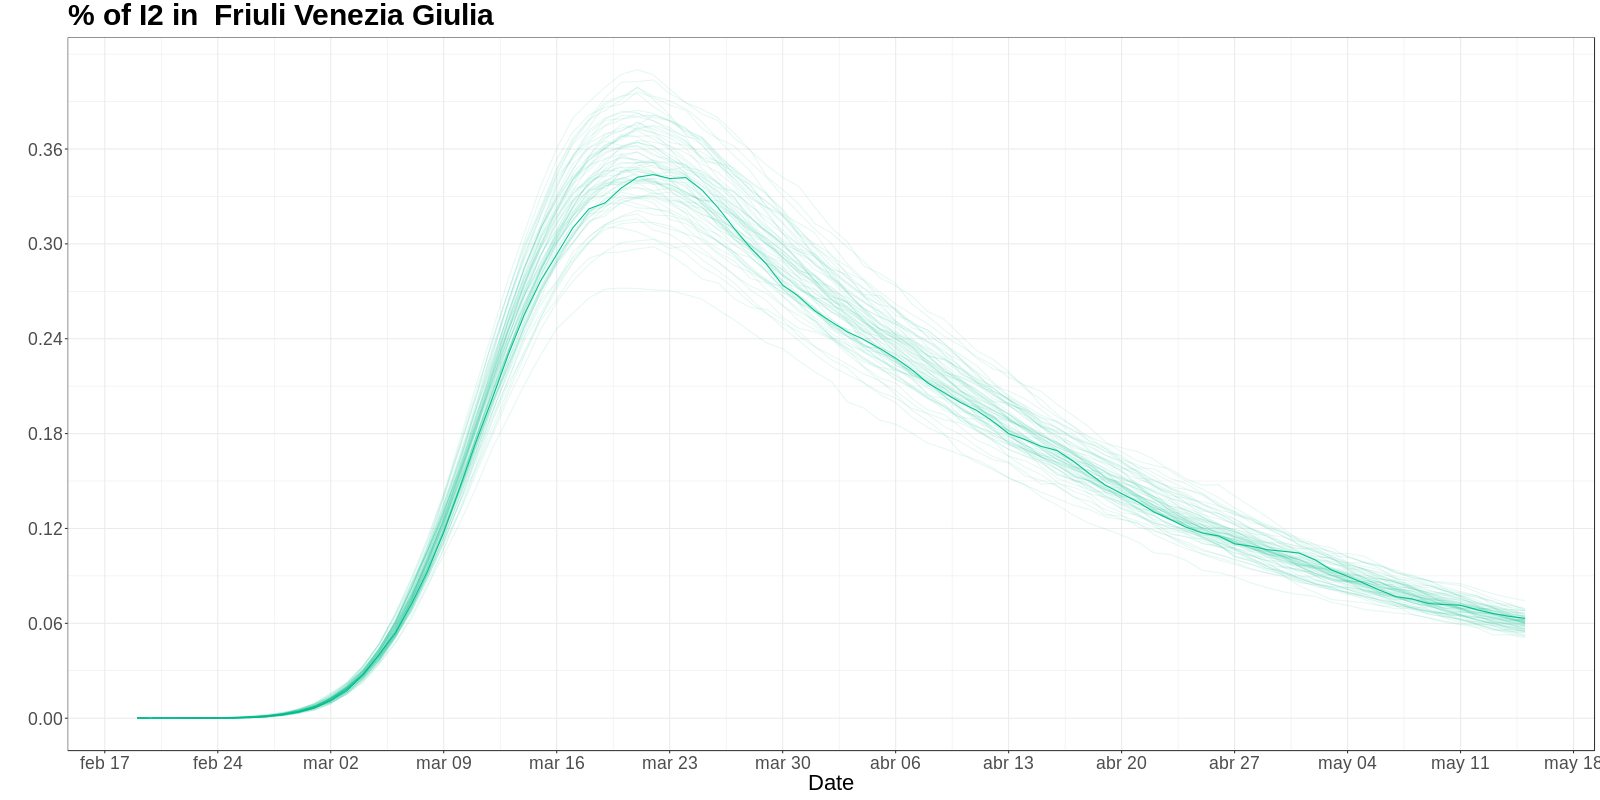 % of I2 in  Friuli Venezia Giulia
0.36
0.30
0.24
0.18
0.12
0.06
0.00
feb 17 feb 24 mar 02 mar 09 mar 16 mar 23 mar 30 abr 06 abr 13 abr 20 abr 27 may 04 may 11 may 18
Date